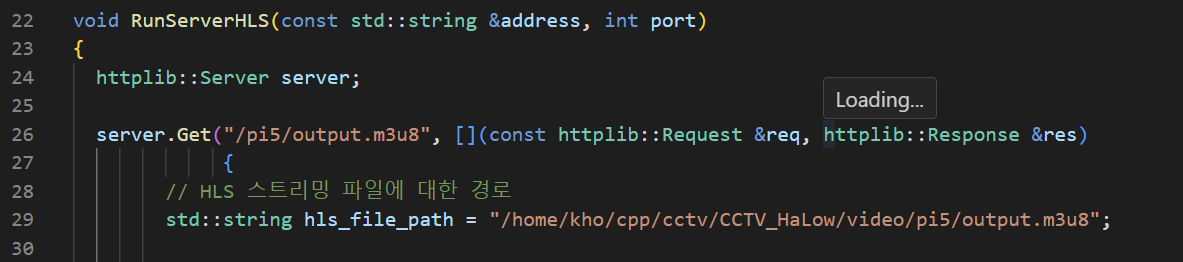 22 void RunServerHLS(const std::string &address, int port)
23 {
24 httplib::Server server;
25
Loading...
26 server.Get("/pi5/output.m3u8", [](const httplib::Request &req, httplib::Response &res)
27 {
28 // HLS 스트리밍 파일에 대한 경로
29 std::string hls_file_path = "/home/kho/cpp/cctv/CCTV_HaLow/video/pi5/output.m3u8";
30